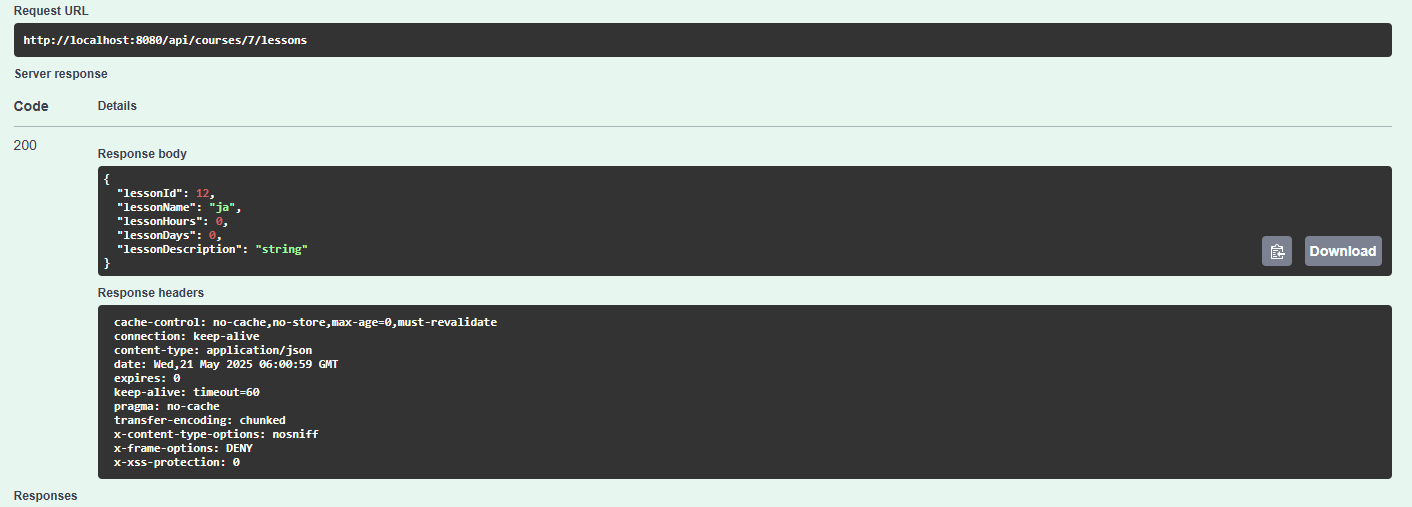 Request URL
http://localhost:8080/api/courses/7/lessons
Server response
Code Details
200
Response body
{
  "lessonId": 12,
  "lessonName": "ja",
  "lessonHours": 0,
  "lessonDays": 0,
  "lessonDescription": "string"
}
Download
Response headers
cache-control: no-cache,no-store,max-age=0,must-revalidate
connection: keep-alive
content-type: application/json
date: Wed,21 May 2025 06:00:59 GMT
expires: 0
keep-alive: timeout=60
pragma: no-cache
transfer-encoding: chunked
x-content-type-options: nosniff
x-frame-options: DENY
x-xss-protection: 0
Responses